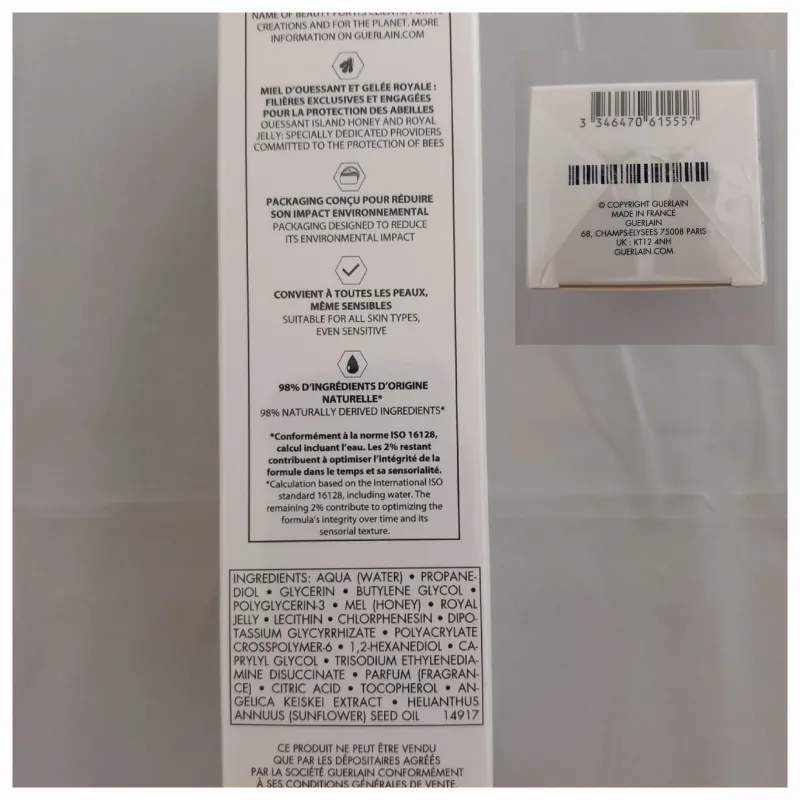 NAME OF BEAUTY FOR ITS CLIENTS, FOR ITS
CREATIONS AND FOR THE PLANET. MORE
INFORMATION ON GUERLAIN.COM
MIEL D'OUESSANT ET GELÉE ROYALE :
FILIÈRES EXCLUSIVES ET ENGAGÉES
POUR LA PROTECTION DES ABEILLES
OUESSANT ISLAND HONEY AND ROYAL
JELLY: SPECIALLY DEDICATED PROVIDERS
COMMITTED TO THE PROTECTION OF BEES
PACKAGING CONÇU POUR RÉDUIRE
SON IMPACT ENVIRONNEMENTAL
PACKAGING DESIGNED TO REDUCE
ITS ENVIRONMENTAL IMPACT
CONVIENT À TOUTES LES PEAUX,
MÊME SENSIBLES
SUITABLE FOR ALL SKIN TYPES,
EVEN SENSITIVE
98% D'INGRÉDIENTS D'ORIGINE
NATURELLE*
98% NATURALLY DERIVED INGREDIENTS*
*Conformément à la norme ISO 16128,
calcul incluant l'eau. Les 2% restant
contribuent à optimiser l'intégrité de la
formule dans le temps et sa sensorialité.
*Calculation based on the international ISO
standard 16128, including water. The
remaining 2% contribute to optimizing the
formula's integrity over time and its
sensorial texture.
INGREDIENTS: AQUA (WATER) • PROPANE-
DIOL • GLYCERIN • BUTYLENE GLYCOL •
POLYGLYCERIN-3 • MEL (HONEY) • ROYAL
JELLY • LECITHIN • CHLORPHENESIN • DIPO-
TASSIUM GLYCYRRHIZATE • POLYACRYLATE
CROSSPOLYMER-6 • 1,2-HEXANEDIOL • CA-
PRYLYL GLYCOL • TRISODIUM ETHYLENEDIA-
MINE DISUCCINATE • PARFUM (FRAGRAN-
CE) • CITRIC ACID • TOCOPHEROL • AN-
GELICA KEISKEI EXTRACT • HELIANTHUS
ANNUUS (SUNFLOWER) SEED OIL 14917
CE PRODUIT NE PEUT ÊTRE VENDU
QUE PAR LES DÉPOSITAIRES AGRÉÉS
PAR LA SOCIÉTÉ GUERLAIN CONFORMÉMENT
À SES CONDITIONS GÉNÉRALES DE VENTE
3 346470 615557
© COPYRIGHT GUERLAIN
MADE IN FRANCE
GUERLAIN
68, CHAMPS-ELYSEES 75008 PARIS
UK : KT12 4NH
GUERLAIN.COM